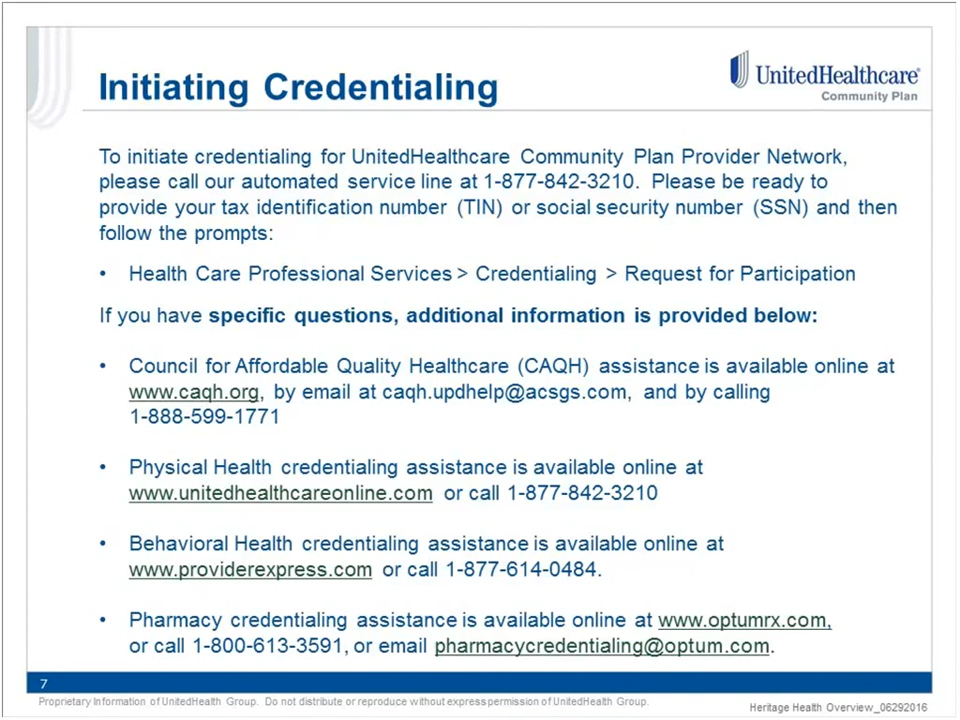 Initiating Credentialing
UnitedHealthcare®
Community Plan
To initiate credentialing for UnitedHealthcare Community Plan Provider Network,
please call our automated service line at 1-877-842-3210. Please be ready to
provide your tax identification number (TIN) or social security number (SSN) and then
follow the prompts:
• Health Care Professional Services > Credentialing > Request for Participation
If you have specific questions, additional information is provided below:
• Council for Affordable Quality Healthcare (CAQH) assistance is available online at
www.caqh.org, by email at caqh.updhelp@acsgs.com, and by calling
1-888-599-1771
• Physical Health credentialing assistance is available online at
www.unitedhealthcareonline.com or call 1-877-842-3210
• Behavioral Health credentialing assistance is available online at
www.providerexpress.com or call 1-877-614-0484.
• Pharmacy credentialing assistance is available online at www.optumrx.com,
or call 1-800-613-3591, or email pharmacycredentialing@optum.com.
7
Proprietary Information of UnitedHealth Group. Do not distribute or reproduce without express permission of UnitedHealth Group.
Heritage Health Overview_06292016